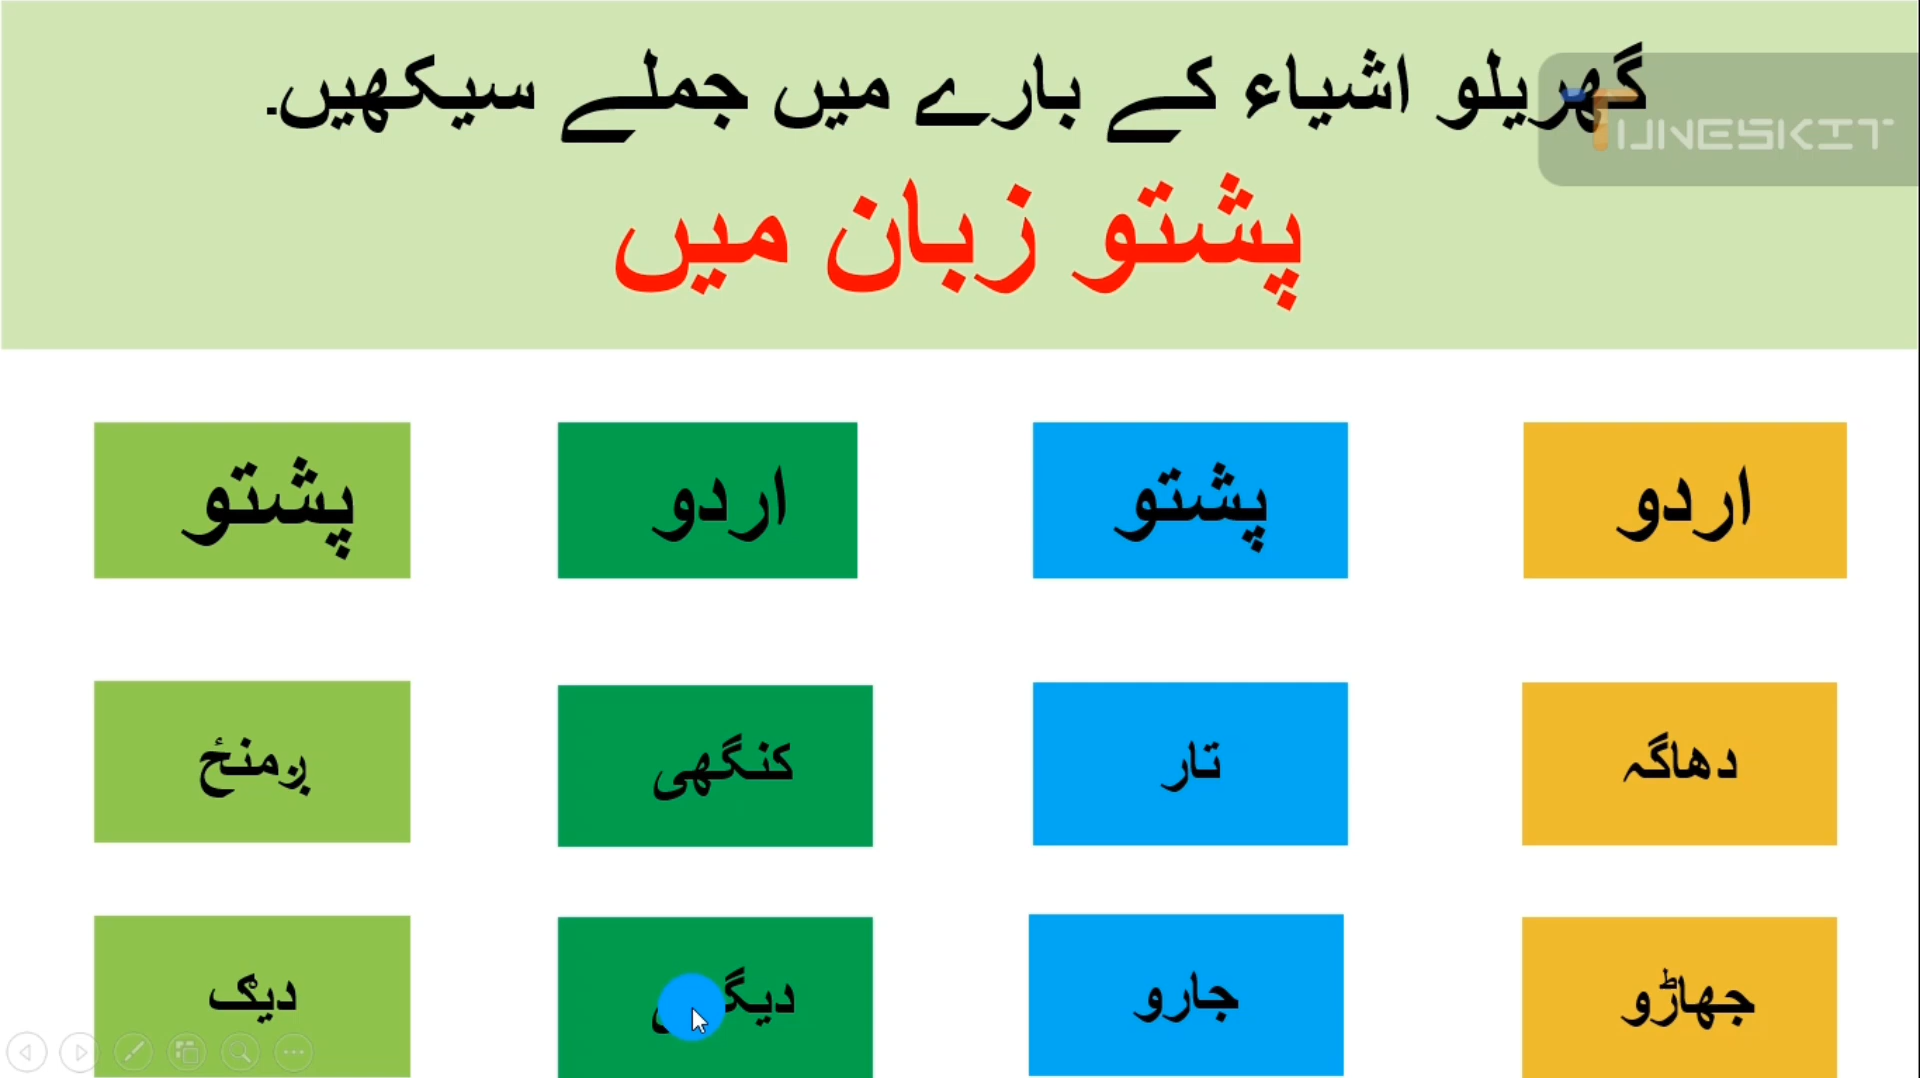 گھریلو اشیاء کے بارے میں جملے سیکھیں.
TUNESKIT
پشتو زبان میں
اردو پشتو اردو پشتو
دھاگہ تار کنگھی ږمنځ
جھاڑو جارو دیګ